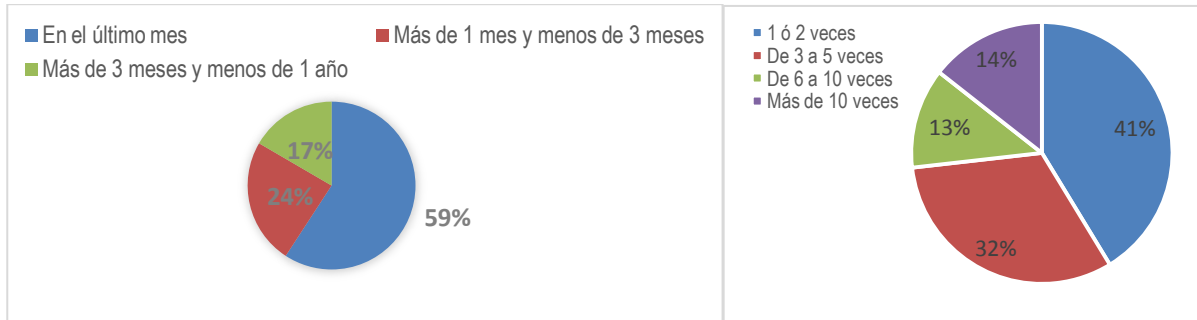 En el último mes
Más de 1 mes y menos de 3 meses
Más de 3 meses y menos de 1 año
17%
24%
59%
1 ó 2 veces
De 3 a 5 veces
De 6 a 10 veces
Más de 10 veces
14%
13%
41%
32%